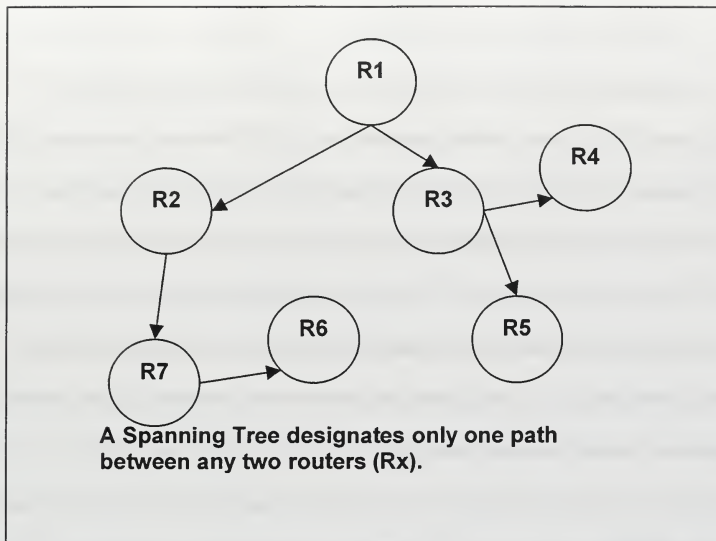 R1
R4
R2
R3
R6
R5
R7
A Spanning Tree designates only one path
between any two routers (Rx).